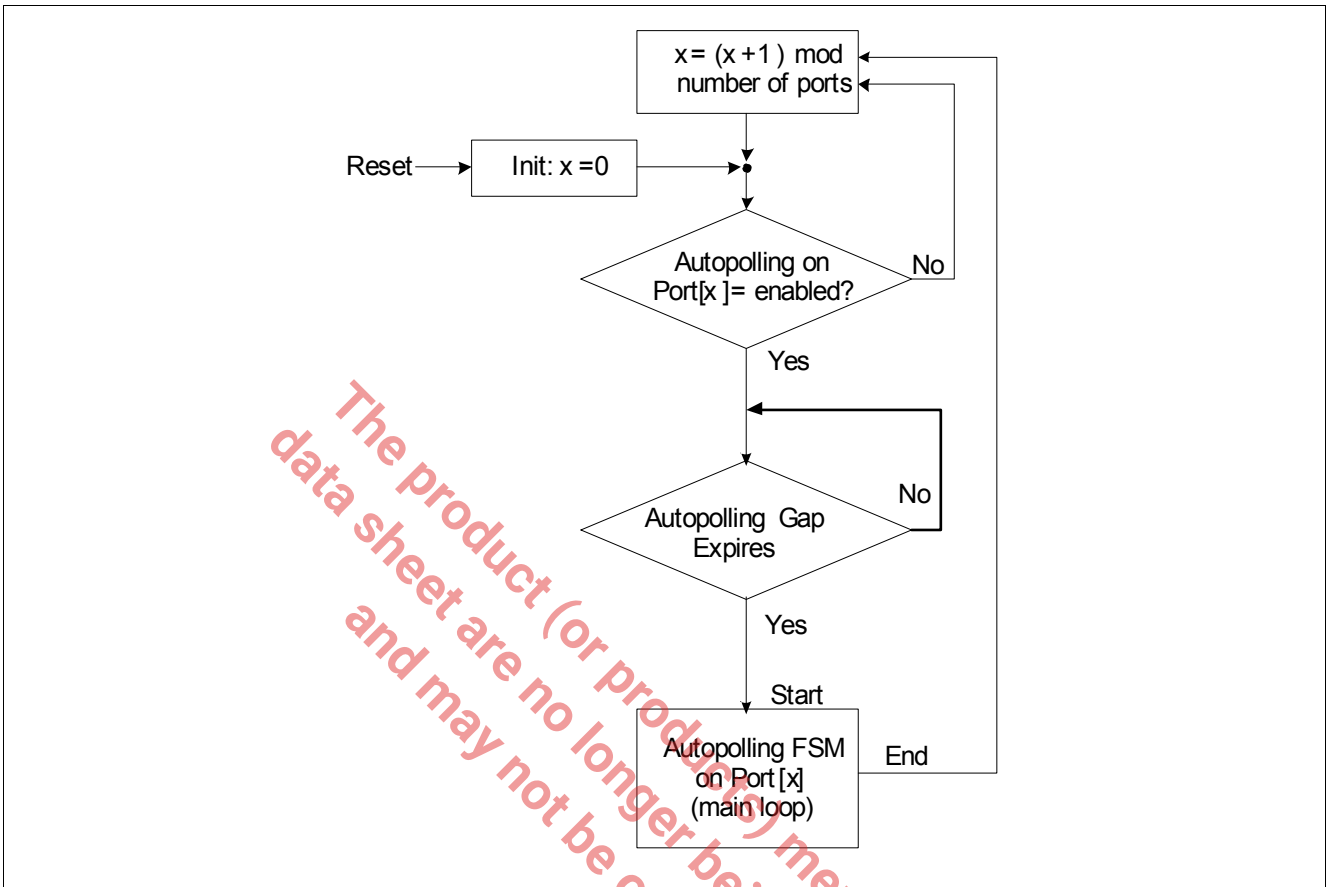 x= (x +1 ) mod
number of ports
Reset
Init: x =0
Autopolling on
Port[x ]= enabled?
No
Yes
No
Autopolling Gap
Expires
Yes
Start
Autopolling FSM
on Port [x]
(main loop)
End
The product (or products) me
data sheet are no longer be
and may not be